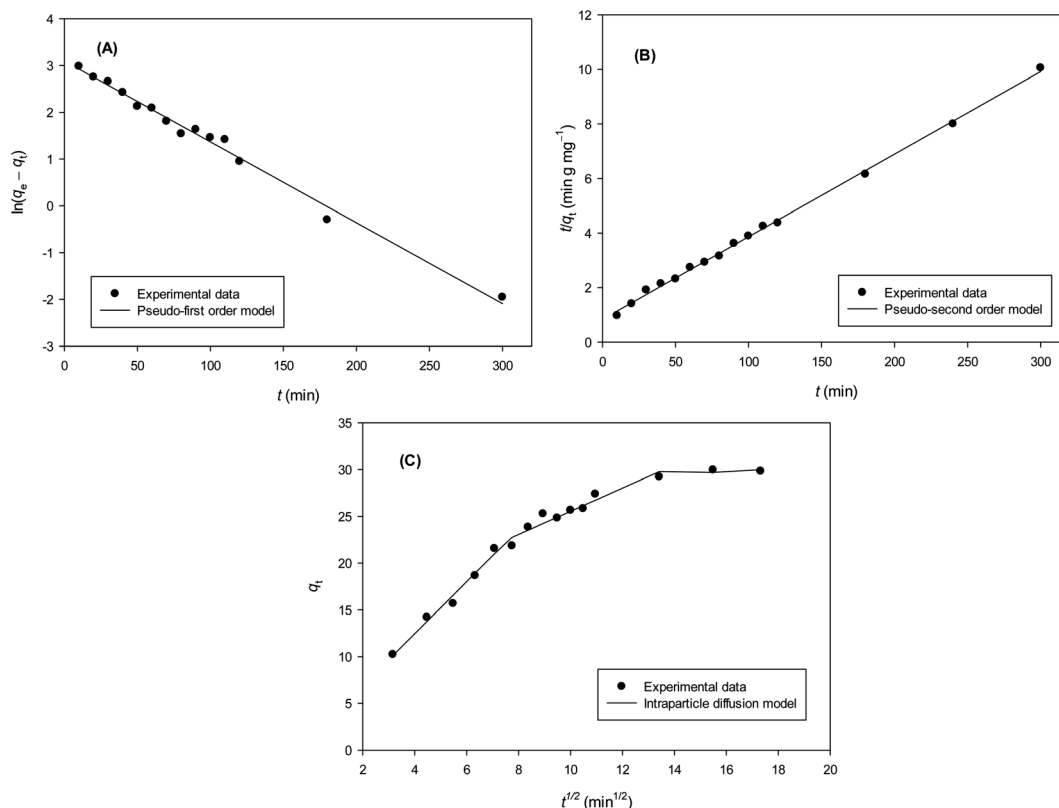 (A)
ln(qe − qt)
4
3
2
1
0
-1
-2
-3
Experimental data
Pseudo-first order model
0 50 100 150 200 250 300
t (min)
(B)
t/qt (min g mg⁻¹)
12
10
8
6
4
2
0
Experimental data
Pseudo-second order model
0 50 100 150 200 250 300
t (min)
(C)
qt
35
30
25
20
15
10
5
0
Experimental data
Intraparticle diffusion model
2 4 6 8 10 12 14 16 18 20
t^1/2 (min^1/2)